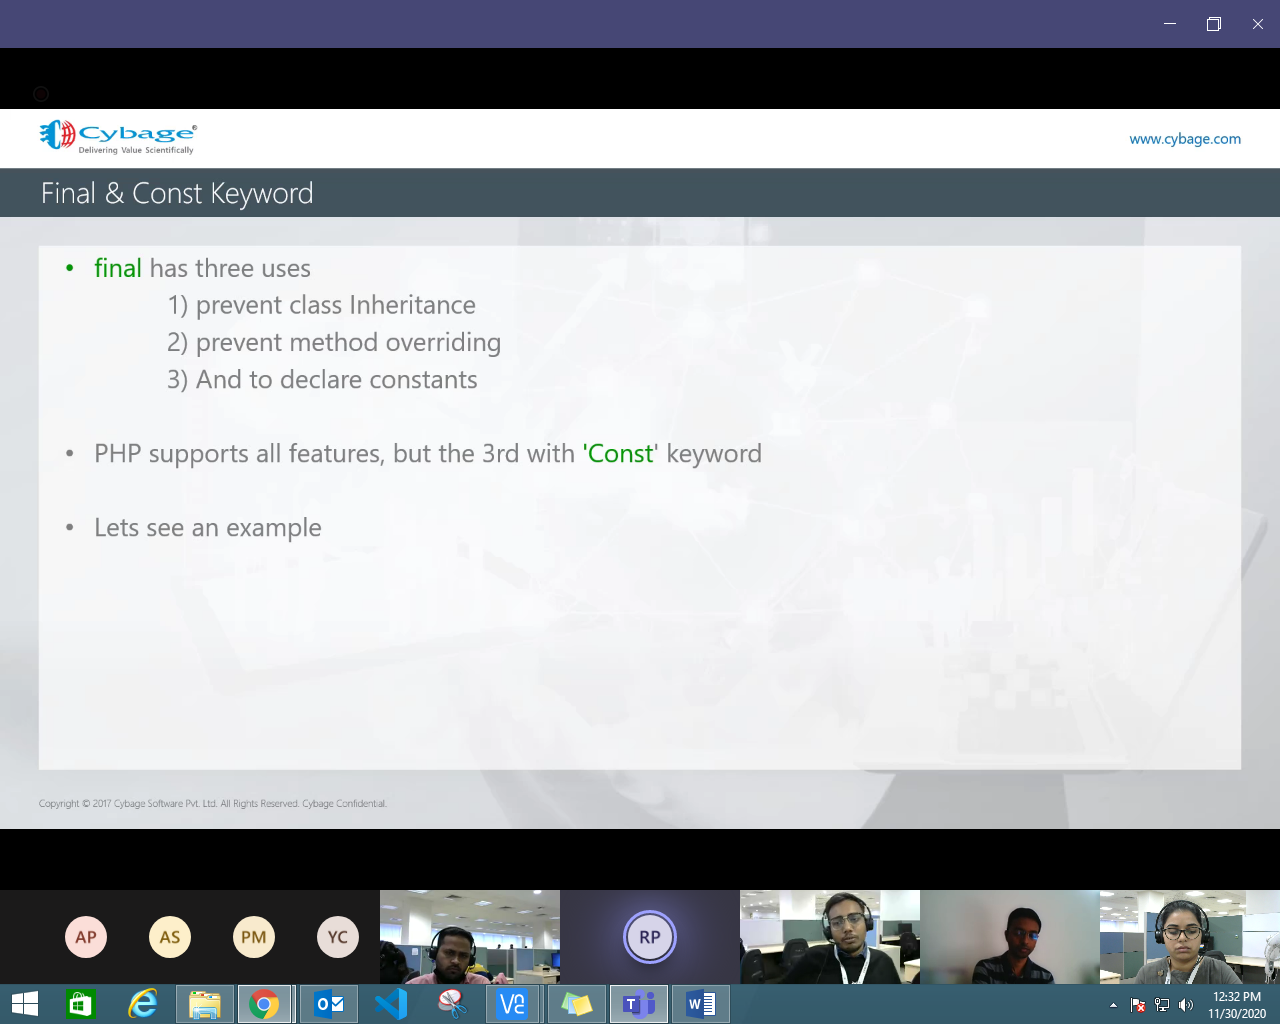 Cybage®
Delivering Value Scientifically
www.cybage.com
Final & Const Keyword
• final has three uses
1) prevent class Inheritance
2) prevent method overriding
3) And to declare constants
• PHP supports all features, but the 3rd with 'Const' keyword
• Lets see an example
Copyright © 2017 Cybage Software Pvt. Ltd. All Rights Reserved. Cybage Confidential.
AP AS PM YC RP
12:32 PM
11/30/2020